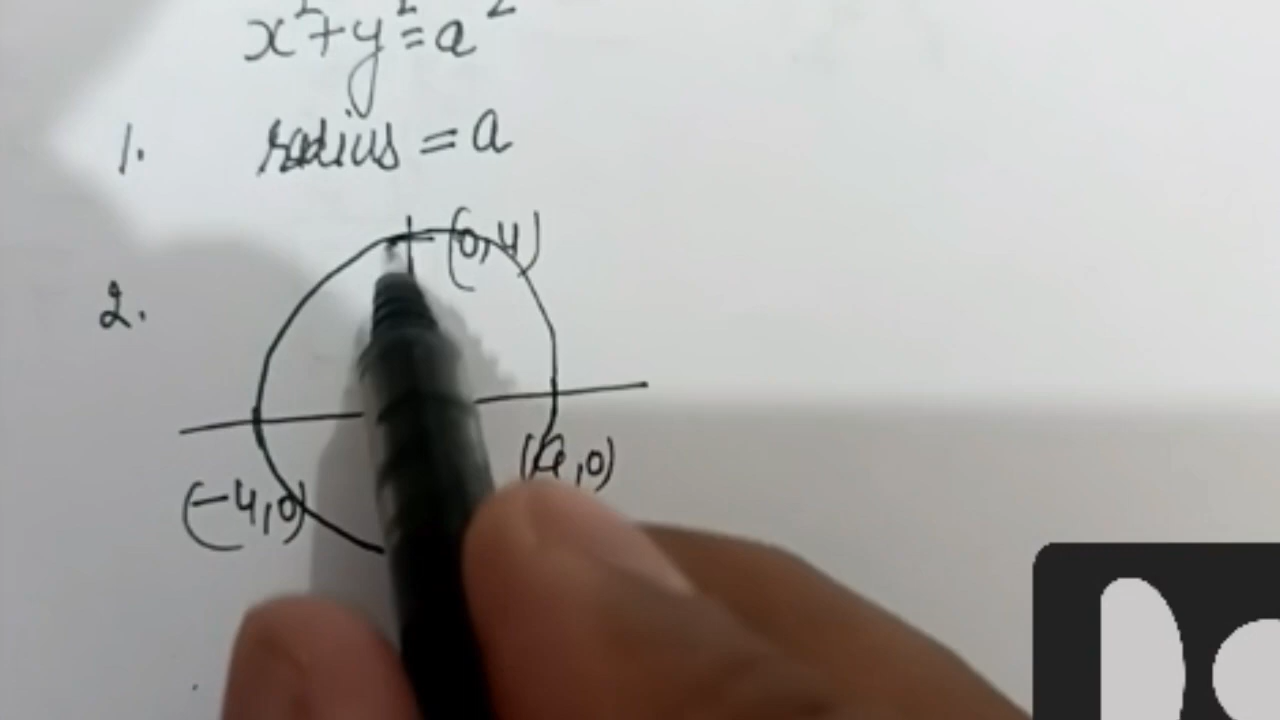 x²+y²=a²
1. radius = a
(0,4)
2.
(4,0)
(-4,0)